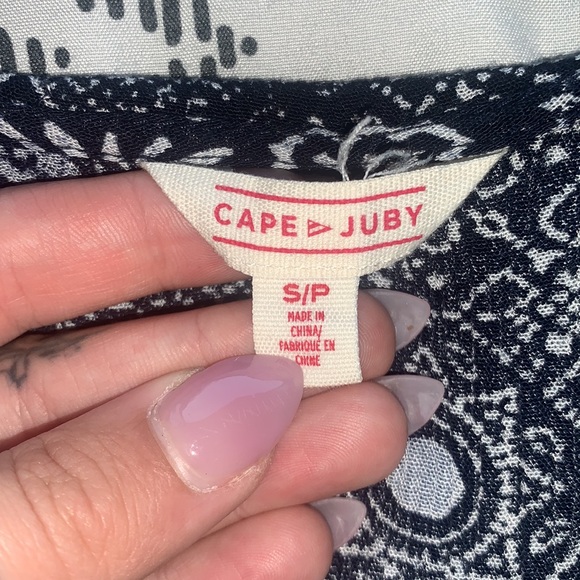 CAPE JUBY
S/P
MADE IN
CHINA/
FABRIQUÉ EN
CHINE